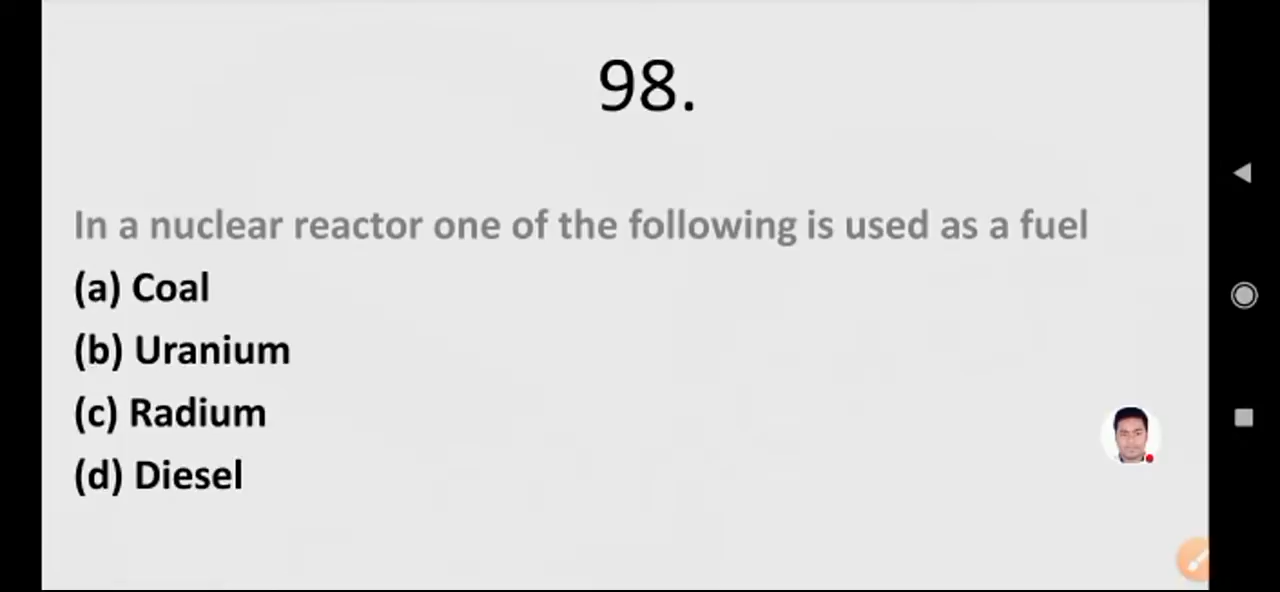 98.
In a nuclear reactor one of the following is used as a fuel
(a) Coal
(b) Uranium
(c) Radium
(d) Diesel